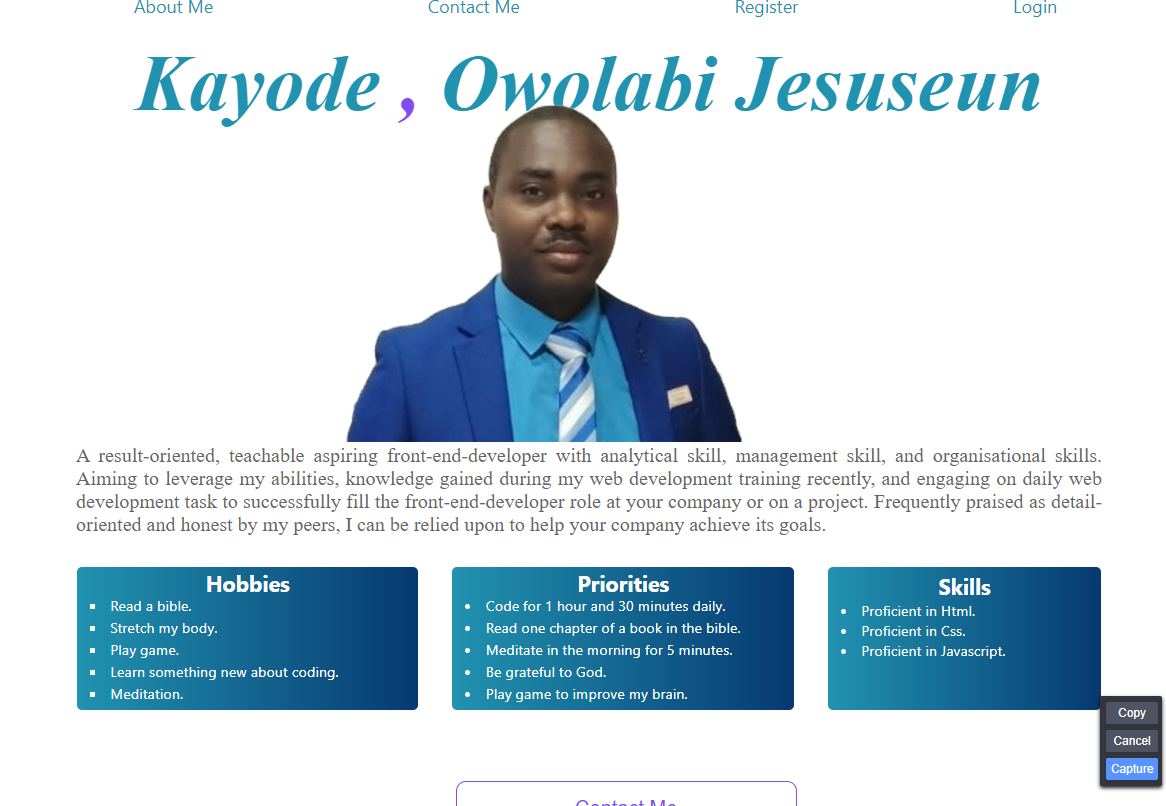 About Me Contact Me Register Login
Kayode , Owolabi Jesuseun
A result-oriented, teachable aspiring front-end-developer with analytical skill, management skill, and organisational skills.
Aiming to leverage my abilities, knowledge gained during my web development training recently, and engaging on daily web
development task to successfully fill the front-end-developer role at your company or on a project. Frequently praised as detail-
oriented and honest by my peers, I can be relied upon to help your company achieve its goals.
Hobbies
Read a bible.
Stretch my body.
Play game.
Learn something new about coding.
Meditation.
Priorities
Code for 1 hour and 30 minutes daily.
Read one chapter of a book in the bible.
Meditate in the morning for 5 minutes.
Be grateful to God.
Play game to improve my brain.
Skills
Proficient in Html.
Proficient in Css.
Proficient in Javascript.
Copy
Cancel
Capture
Contact Me